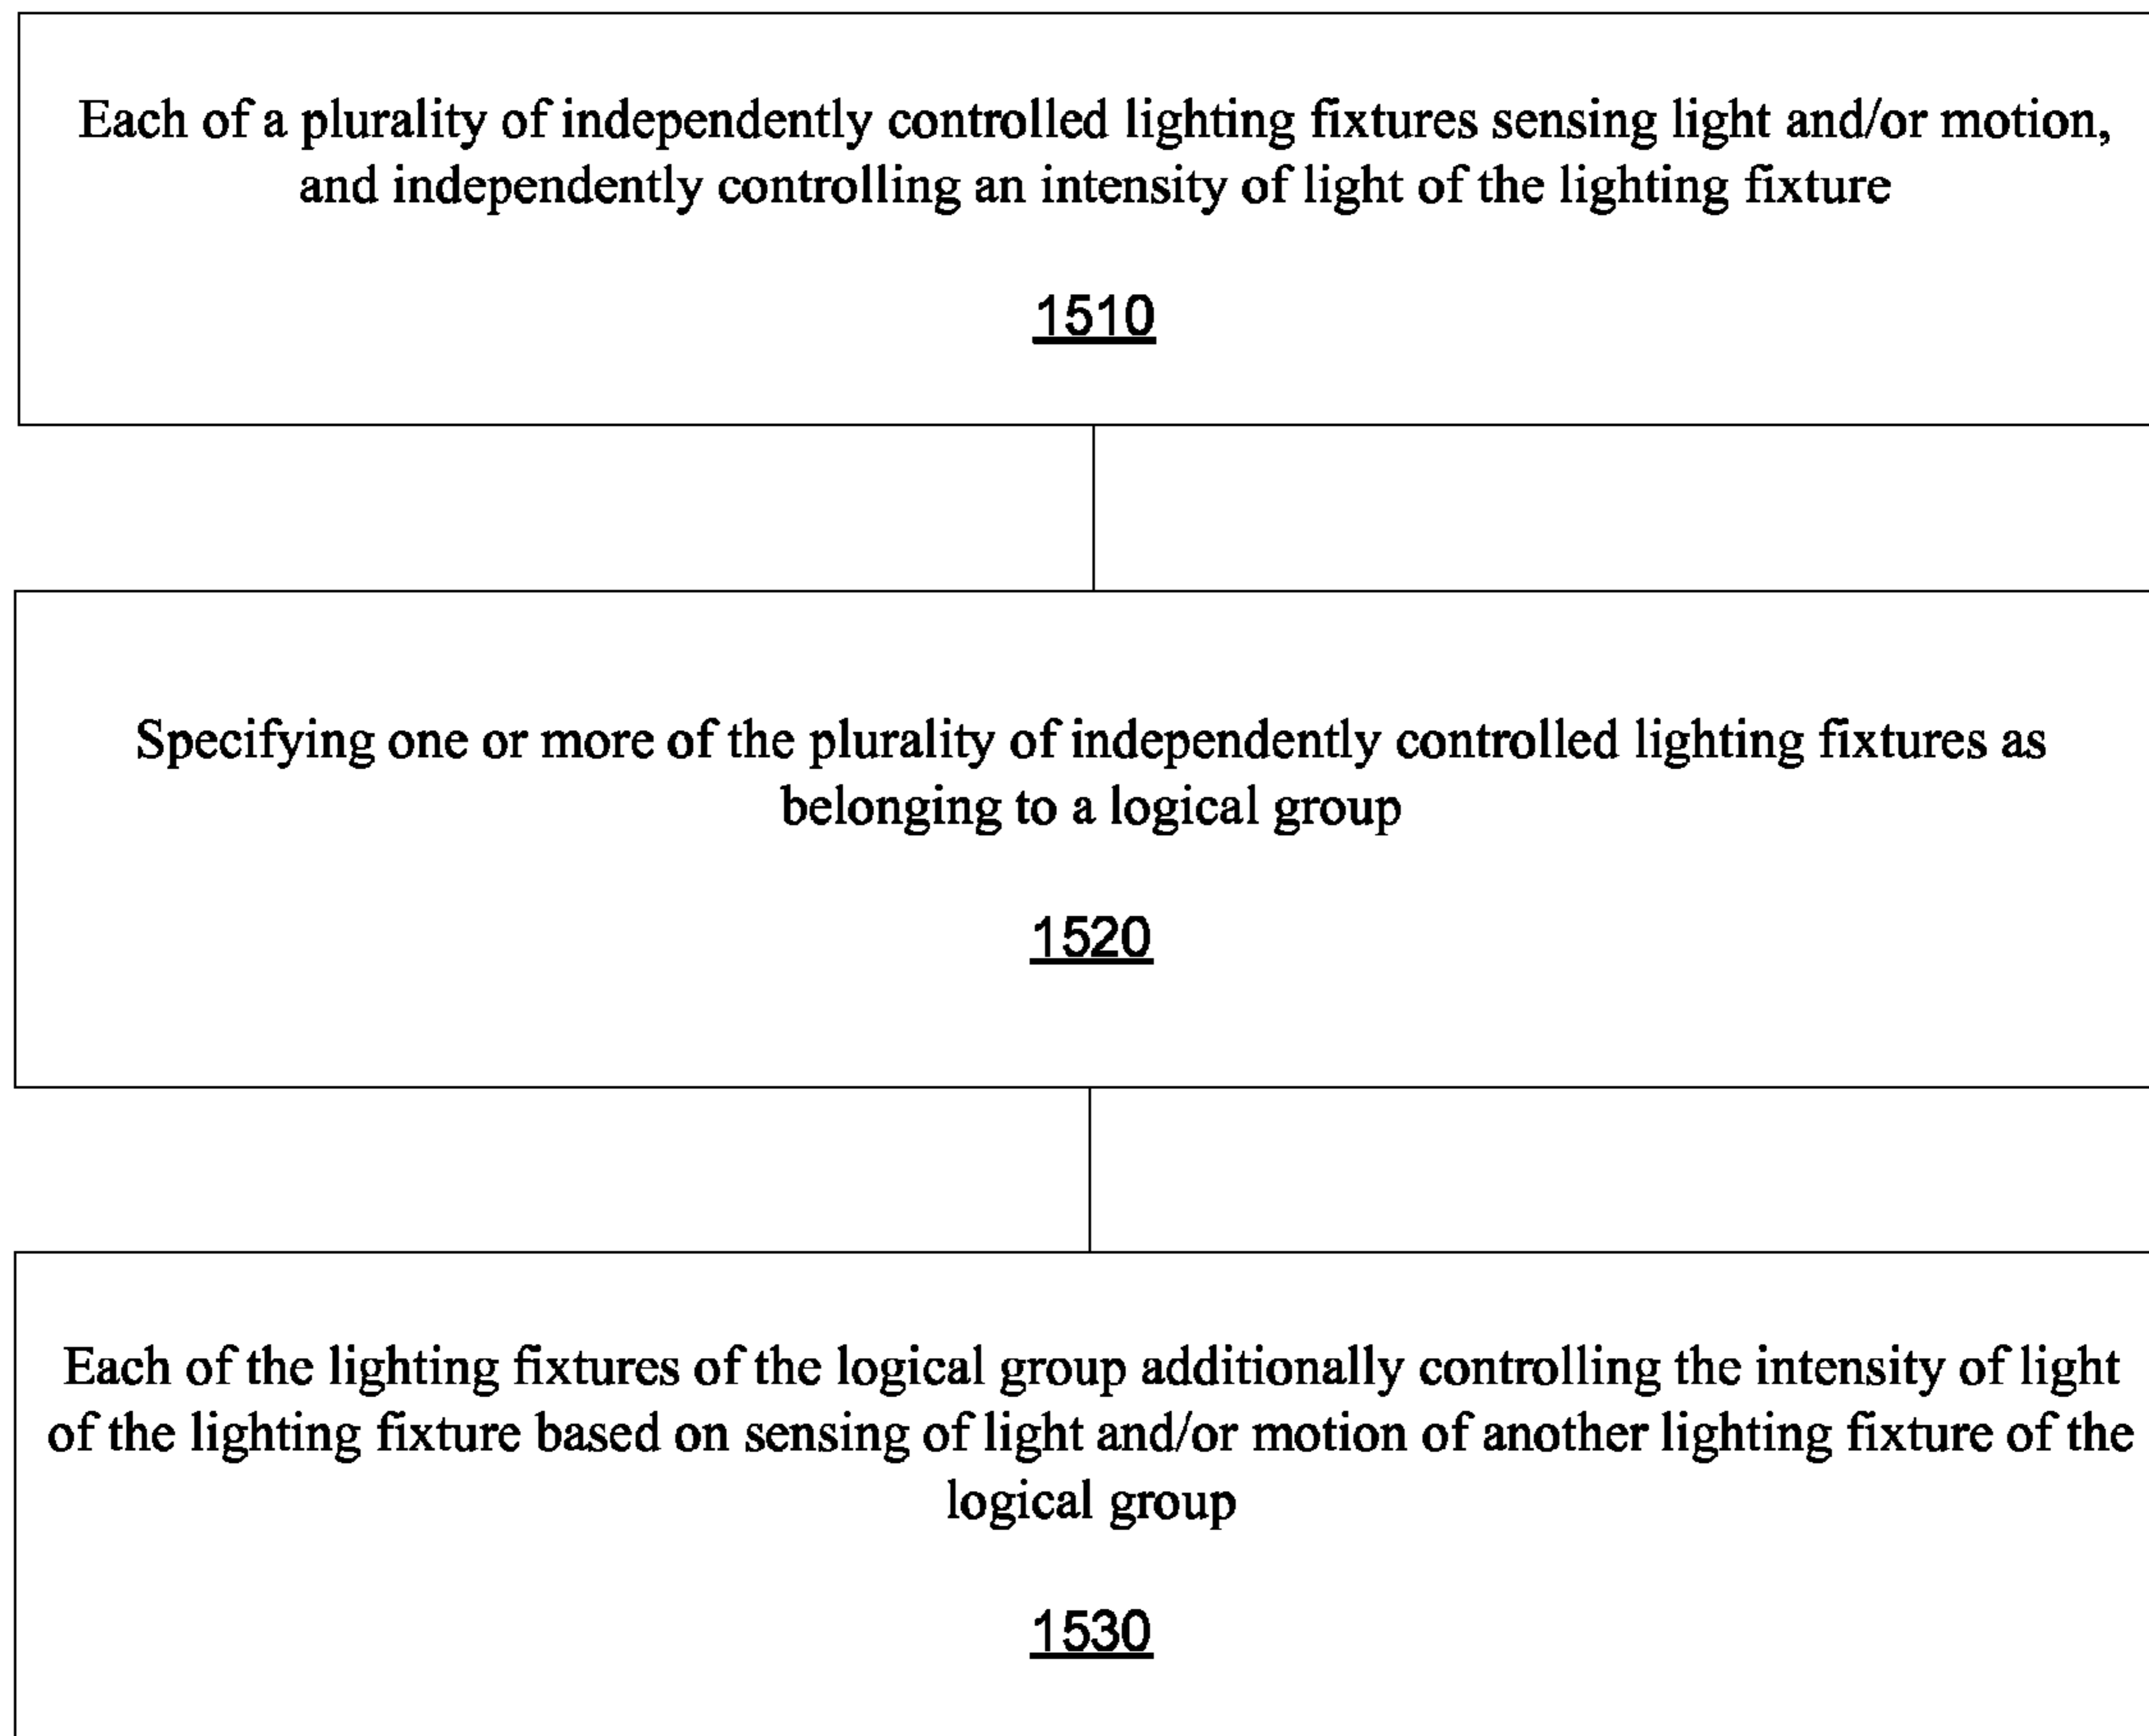 Each of a plurality of independently controlled lighting fixtures sensing light and/or motion,
and independently controlling an intensity of light of the lighting fixture
1510
Specifying one or more of the plurality of independently controlled lighting fixtures as
belonging to a logical group
1520
Each of the lighting fixtures of the logical group additionally controlling the intensity of light
of the lighting fixture based on sensing of light and/or motion of another lighting fixture of the
logical group
1530